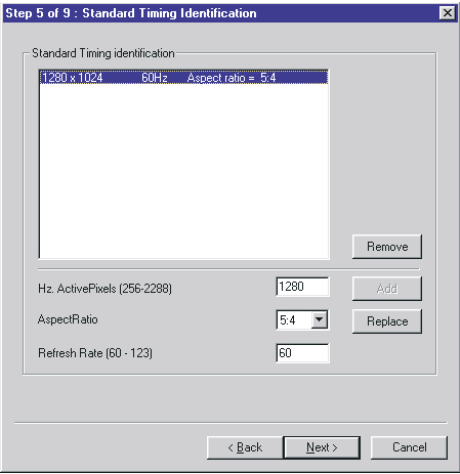 Step 5 of 9 : Standard Timing Identification
Standard Timing identification
1280 x 1024 60Hz Aspect ratio = 5:4
Remove
Hz. ActivePixels (256-2288) 1280 Add
AspectRatio 5:4 Replace
Refresh Rate (60 - 123) 60
< Back Next > Cancel